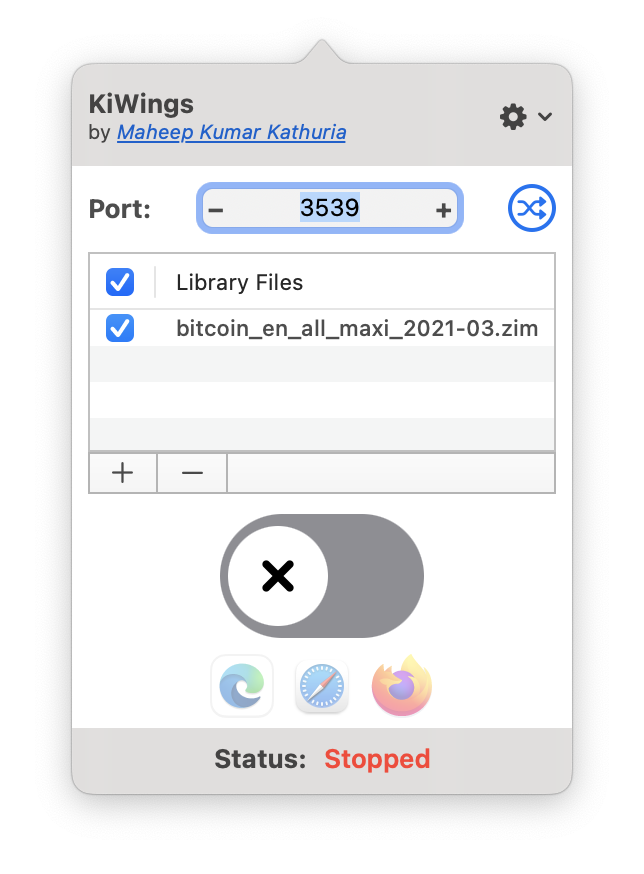 KiWings
by Maheep Kumar Kathuria
Port: − 3539 +
Library Files
bitcoin_en_all_maxi_2021-03.zim
Status: Stopped